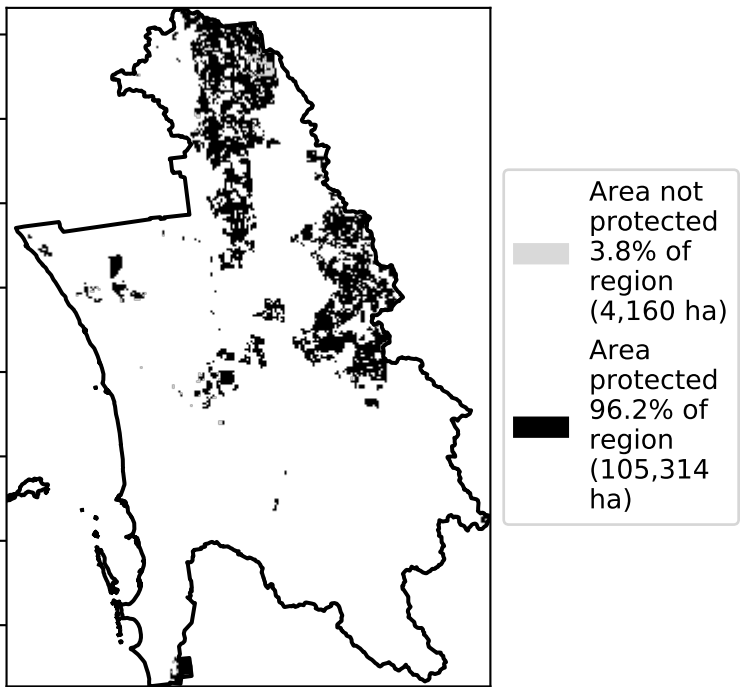 Area not
protected
3.8% of
region
(4,160 ha)
Area
protected
96.2% of
region
(105,314
ha)